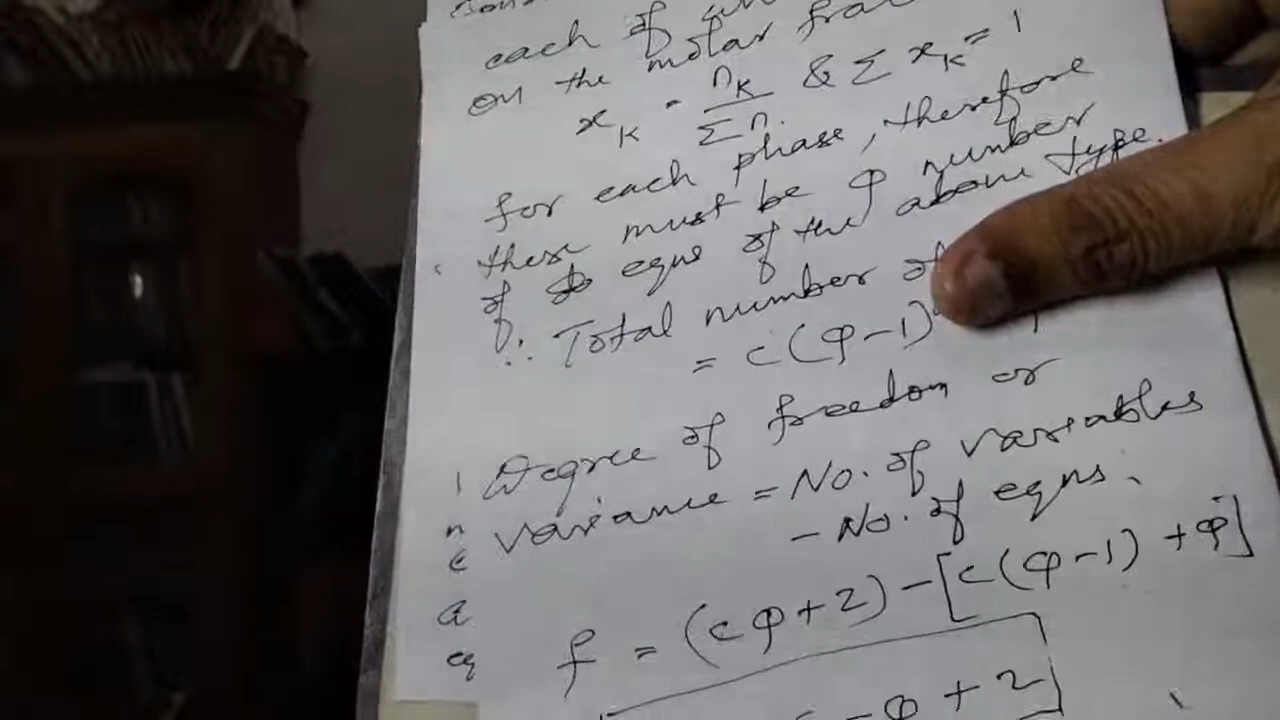 each of
on the molar frac
x_K = n_K / Σn. & Σ x_K = 1
for each phase, therefore
there must be φ number
of eqns of the above type.
∴ Total number of
= c(φ-1)
Degree of freedom or
variance = No. of variables
- No. of eqns.
f = (cφ+2) - [c(φ-1) +φ]
- φ + 2